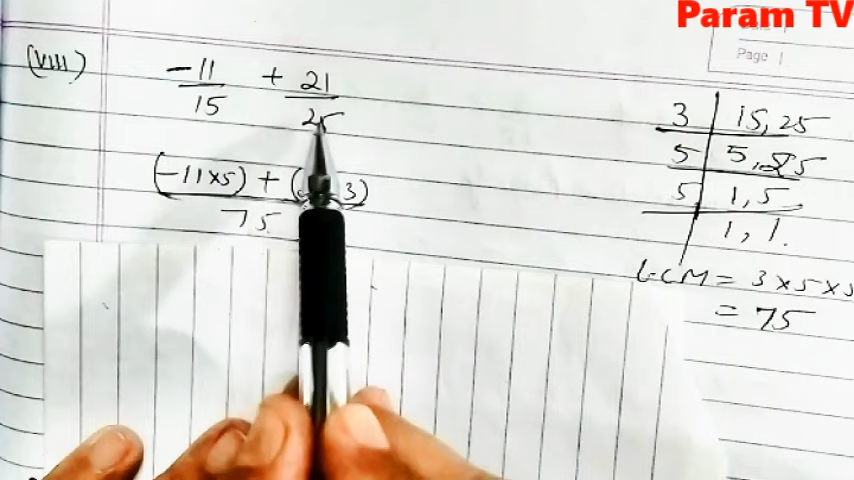 Param TV
Page
(VIII) -11/15 + 21/25
(-11×5) + ( 3)
75
3 | 15, 25
5 | 5, 25
5 | 1, 5,
1, 1.
LCM = 3×5×5
= 75